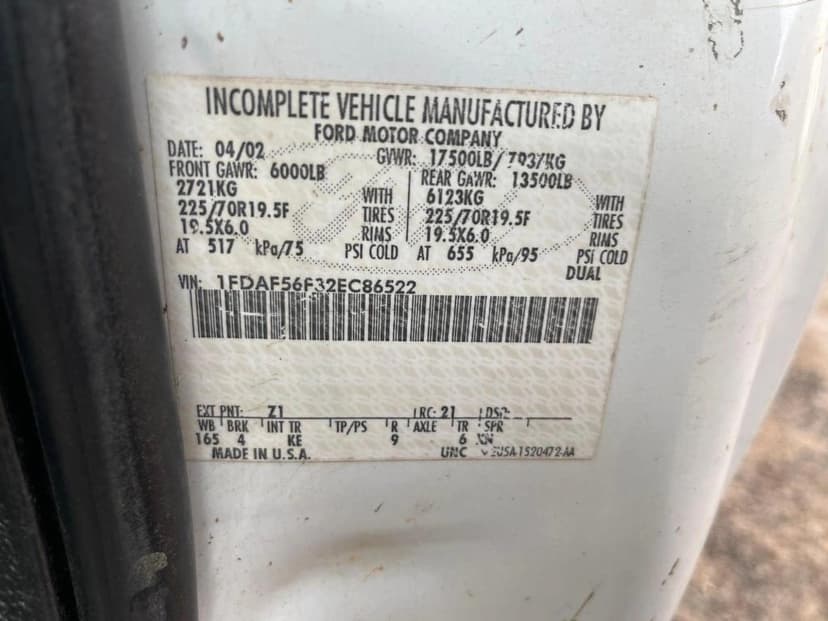 INCOMPLETE VEHICLE MANUFACTURED BY
FORD MOTOR COMPANY
DATE: 04/02 GVWR: 17500LB/ 7937KG
FRONT GAWR: 6000LB REAR GAWR: 13500LB
2721KG WITH 6123KG WITH
225/70R19.5F TIRES 225/70R19.5F TIRES
19.5X6.0 RIMS 19.5X6.0 RIMS
AT 517 kPa/75 PSI COLD AT 655 kPa/95 PSI COLD
DUAL
VIN: 1FDAF56F32EC86522
EXT PNT: Z1 RC: 21 DSO:
WB BRK INT TR TP/PS R AXLE TR SPR
165 4 KE 9 6
MADE IN U.S.A. UNC